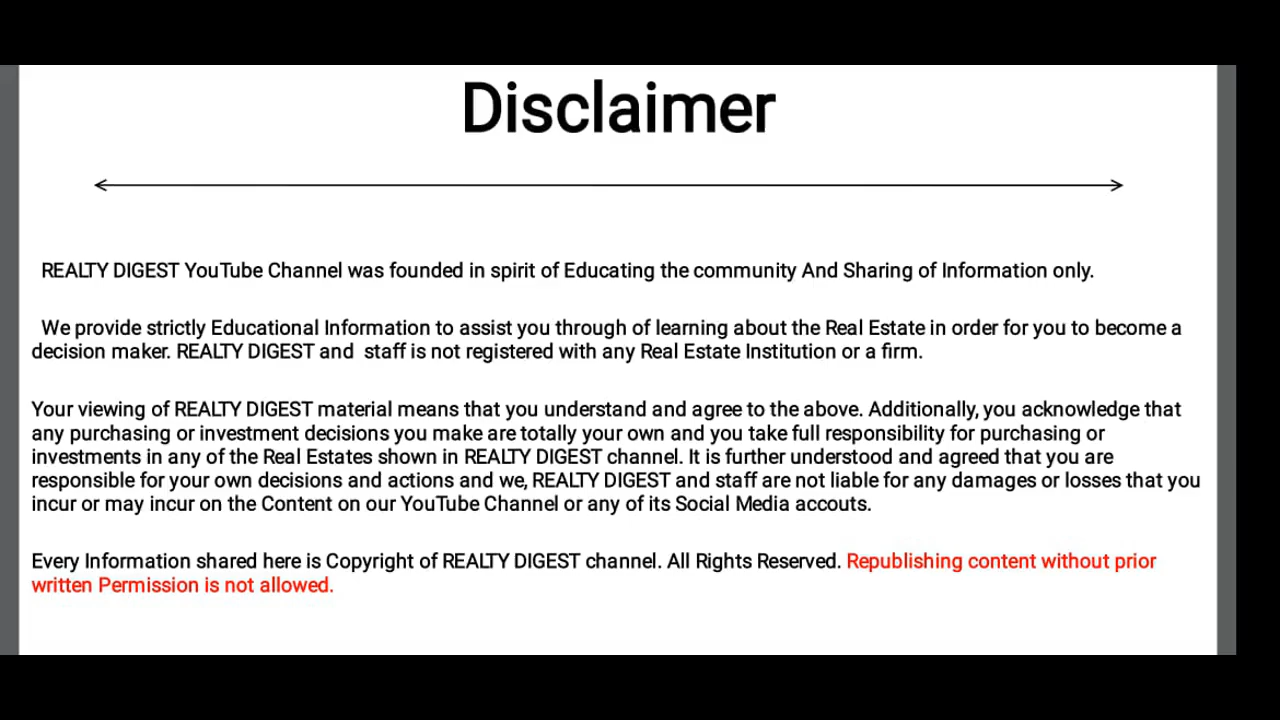 Disclaimer
REALTY DIGEST YouTube Channel was founded in spirit of Educating the community And Sharing of Information only.
We provide strictly Educational Information to assist you through of learning about the Real Estate in order for you to become a
decision maker. REALTY DIGEST and staff is not registered with any Real Estate Institution or a firm.
Your viewing of REALTY DIGEST material means that you understand and agree to the above. Additionally, you acknowledge that
any purchasing or investment decisions you make are totally your own and you take full responsibility for purchasing or
investments in any of the Real Estates shown in REALTY DIGEST channel. It is further understood and agreed that you are
responsible for your own decisions and actions and we, REALTY DIGEST and staff are not liable for any damages or losses that you
incur or may incur on the Content on our YouTube Channel or any of its Social Media accouts.
Every Information shared here is Copyright of REALTY DIGEST channel. All Rights Reserved. Republishing content without prior
written Permission is not allowed.